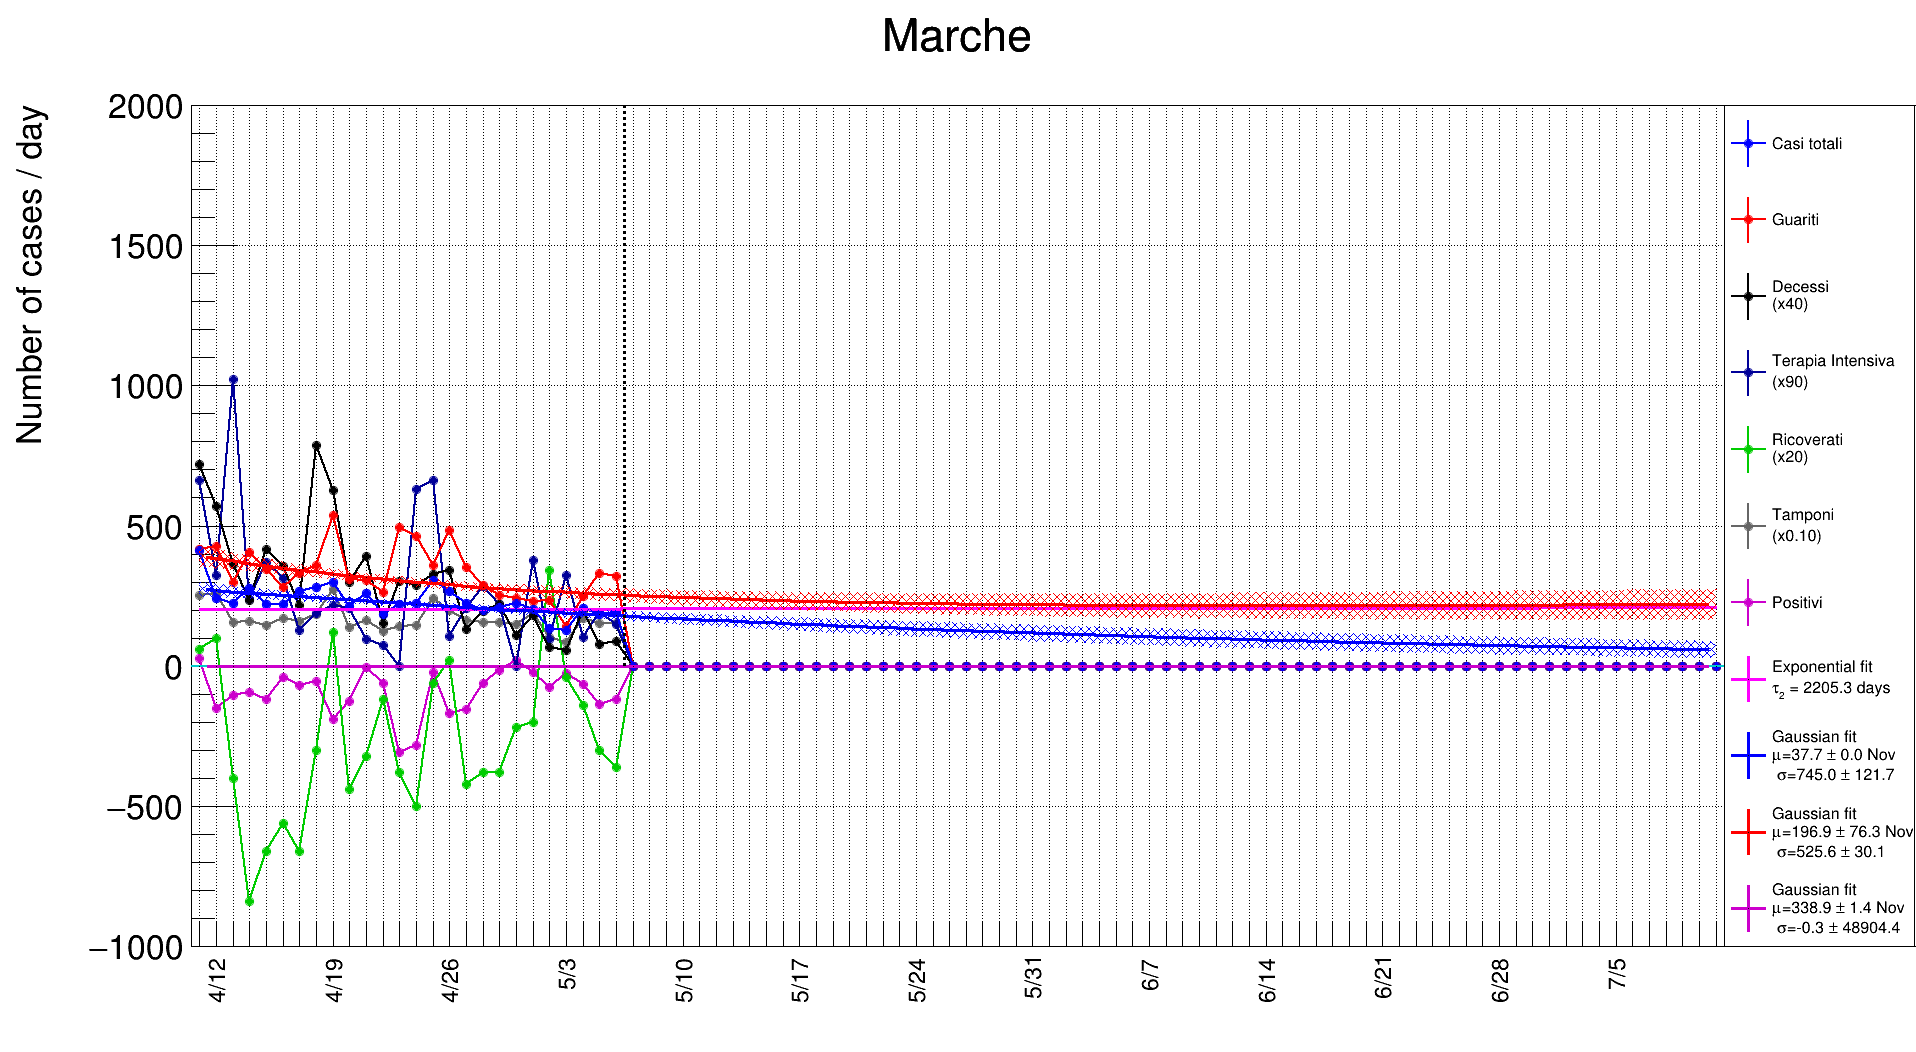 Marche
Number of cases / day
2000
1500
1000
500
0
−500
−1000
4/12
4/19
4/26
5/3
5/10
5/17
5/24
5/31
6/7
6/14
6/21
6/28
7/5
Casi totali
Guariti
Decessi
(x40)
Terapia Intensiva
(x90)
Ricoverati
(x20)
Tamponi
(x0.10)
Positivi
Exponential fit
τ2 = 2205.3 days
Gaussian fit
μ=37.7 ± 0.0 Nov
σ=745.0 ± 121.7
Gaussian fit
μ=196.9 ± 76.3 Nov
σ=525.6 ± 30.1
Gaussian fit
μ=338.9 ± 1.4 Nov
σ=-0.3 ± 48904.4